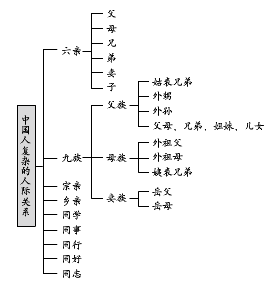 中国人复杂的人际关系
六亲
父
母
兄
弟
妻
子
九族
父族
姑表兄弟
外甥
外孙
父母、兄弟、姐妹、儿女
母族
外祖父
外祖母
姨表兄弟
妻族
岳父
岳母
宗亲
乡亲
同学
同事
同行
同好
同志